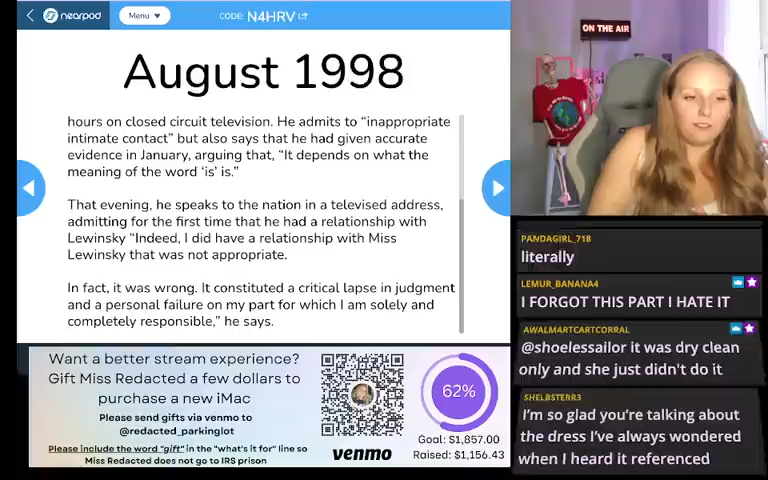 nearpod
Menu
CODE: N4HRV
ON THE AIR
August 1998
hours on closed circuit television. He admits to “inappropriate
intimate contact” but also says that he had given accurate
evidence in January, arguing that, “It depends on what the
meaning of the word ‘is’ is.”
That evening, he speaks to the nation in a televised address,
admitting for the first time that he had a relationship with
Lewinsky “Indeed, I did have a relationship with Miss
Lewinsky that was not appropriate.
In fact, it was wrong. It constituted a critical lapse in judgment
and a personal failure on my part for which I am solely and
completely responsible,” he says.
PANDAGIRL_718
literally
LEMUR_BANANA4
I FORGOT THIS PART I HATE IT
AWALMARTCARTCORRAL
@shoelessailor it was dry clean
only and she just didn't do it
SHELBSTERR3
I'm so glad you're talking about
the dress I've always wondered
when I heard it referenced
Want a better stream experience?
Gift Miss Redacted a few dollars to
purchase a new iMac
Please send gifts via venmo to
@redacted_parkinglot
Please include the word "gift" in the "what's it for" line so
Miss Redacted does not go to IRS prison
venmo
62%
Goal: $1,857.00
Raised: $1,156.43